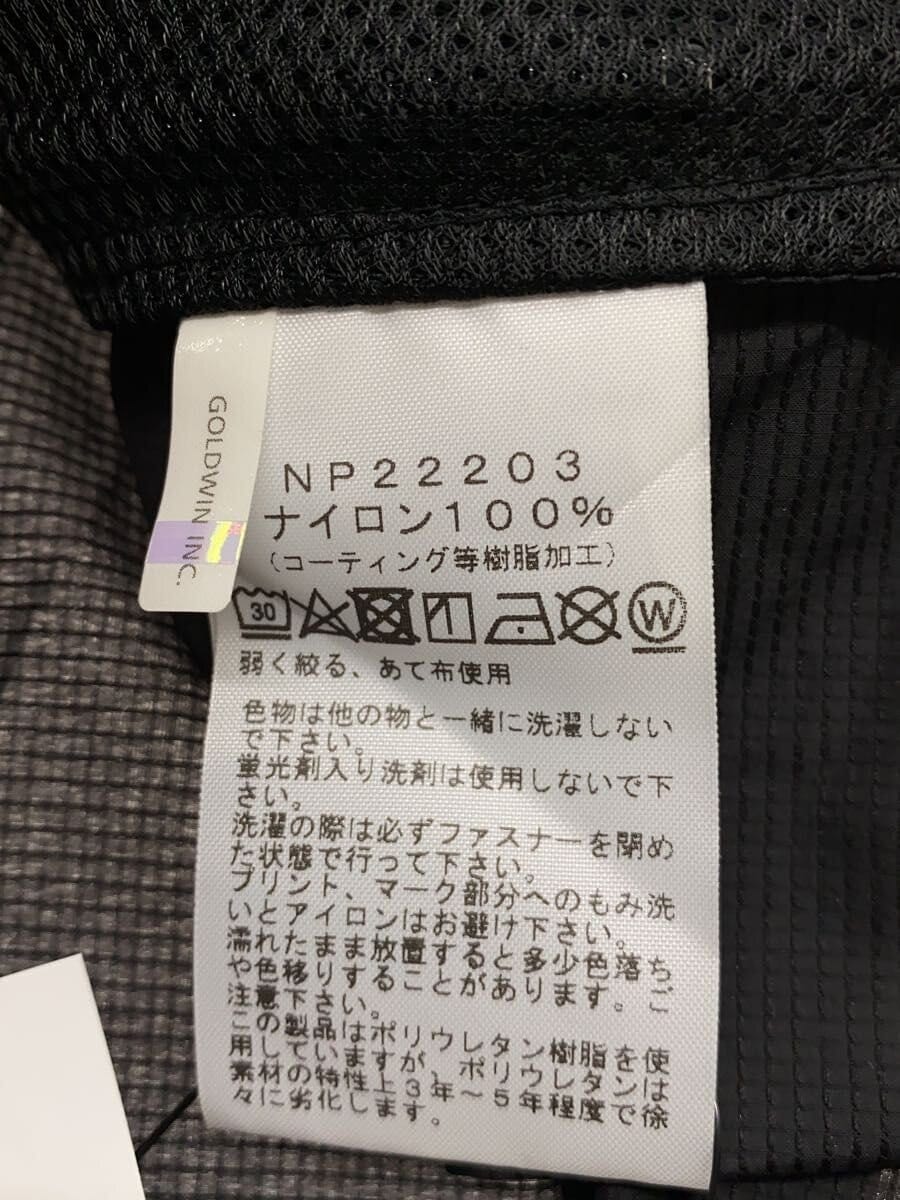 GOLDWIN INC.
NP22203
ナイロン100%
(コーティング等樹脂加工)
30
W
弱く絞る、あて布使用
色物は他の物と一緒に洗濯しない
で下さい。
蛍光剤入り洗剤は使用しないで下
さい。
洗濯の際は必ずファスナーを閉め
た状態で行って下さい。
プリント、マーク部分へのもみ洗
いとアイロンはお避け下さい。
濡れたまま放置すると多少色落ち
や色移りすることがあります。ご
注意下さい。
この製品はポリウレタン樹脂を使
用していますが、ポリウレタンは
素材の特性上3年~5年程度で徐
々に劣化します。